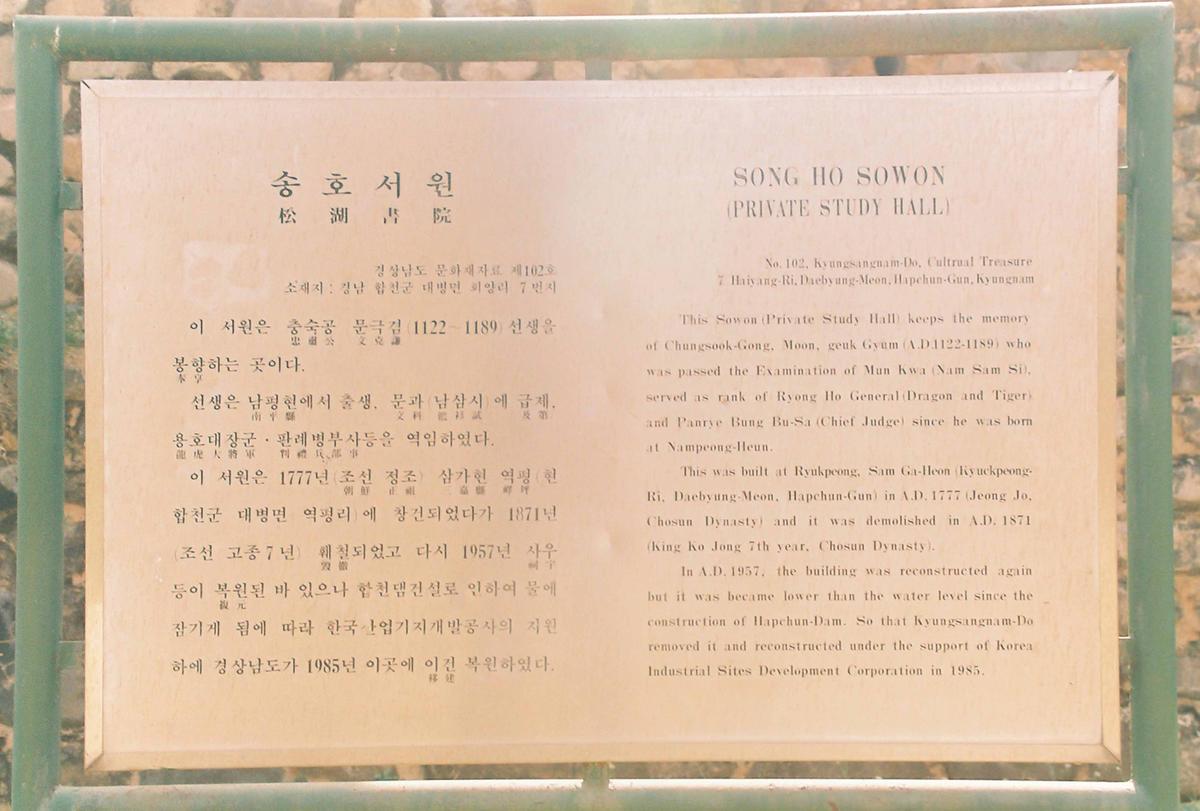 송호서원
松湖書院
경상남도 문화재자료 제102호
소재지 : 경남 합천군 대병면 회양리 7번지
이 서원은 충숙공 문극겸 (1122~1189) 선생을
忠肅公 文克謙
봉향하는 곳이다.
奉享
선생은 남평현에서 출생, 문과 (남삼시) 에 급제,
南平縣 文科 及第
용호대장군 · 판례병부사등을 역임하였다.
龍虎大將軍 判禮兵部事
이 서원은 1777년 (조선 정조) 삼가현 역평 (현
朝鮮 正祖 三嘉縣 嶧坪
합천군 대병면 역평리) 에 창건되었다가 1871년
(조선 고종 7년) 훼철되었고 다시 1957년 사우
毁撤 祠宇
등이 복원된 바 있으나 합천댐건설로 인하여 물에
復元
잠기게 됨에 따라 한국산업기지개발공사의 지원
하에 경상남도가 1985년 이곳에 이건 복원하였다.
移建
SONG HO SOWON
(PRIVATE STUDY HALL)
No. 102, Kyungsangnam-Do, Cultrual Treasure
7 Haiyang-Ri, Daebyung-Meon, Hapchun-Gun, Kyungnam
This Sowon (Private Study Hall) keeps the memory
of Chungsook-Gong, Moon, geuk Gyum (A.D.1122-1189) who
was passed the Examination of Mun Kwa (Nam Sam Si),
served as rank of Ryong Ho General (Dragon and Tiger)
and Panrye Bung Bu-Sa (Chief Judge) since he was born
at Nampeong-Heun.
This was built at Ryukpeong, Sam Ga-Heon (Kyuckpeong-
Ri, Daebyung-Meon, Hapchun-Gun) in A.D. 1777 (Jeong Jo,
Chosun Dynasty) and it was demolished in A.D. 1871
(King Ko Jong 7th year, Chosun Dynasty).
In A.D. 1957, the building was reconstructed again
but it was became lower than the water level since the
construction of Hapchun-Dam. So that Kyungsangnam-Do
removed it and reconstructed under the support of Korea
Industrial Sites Development Corporation in 1985.